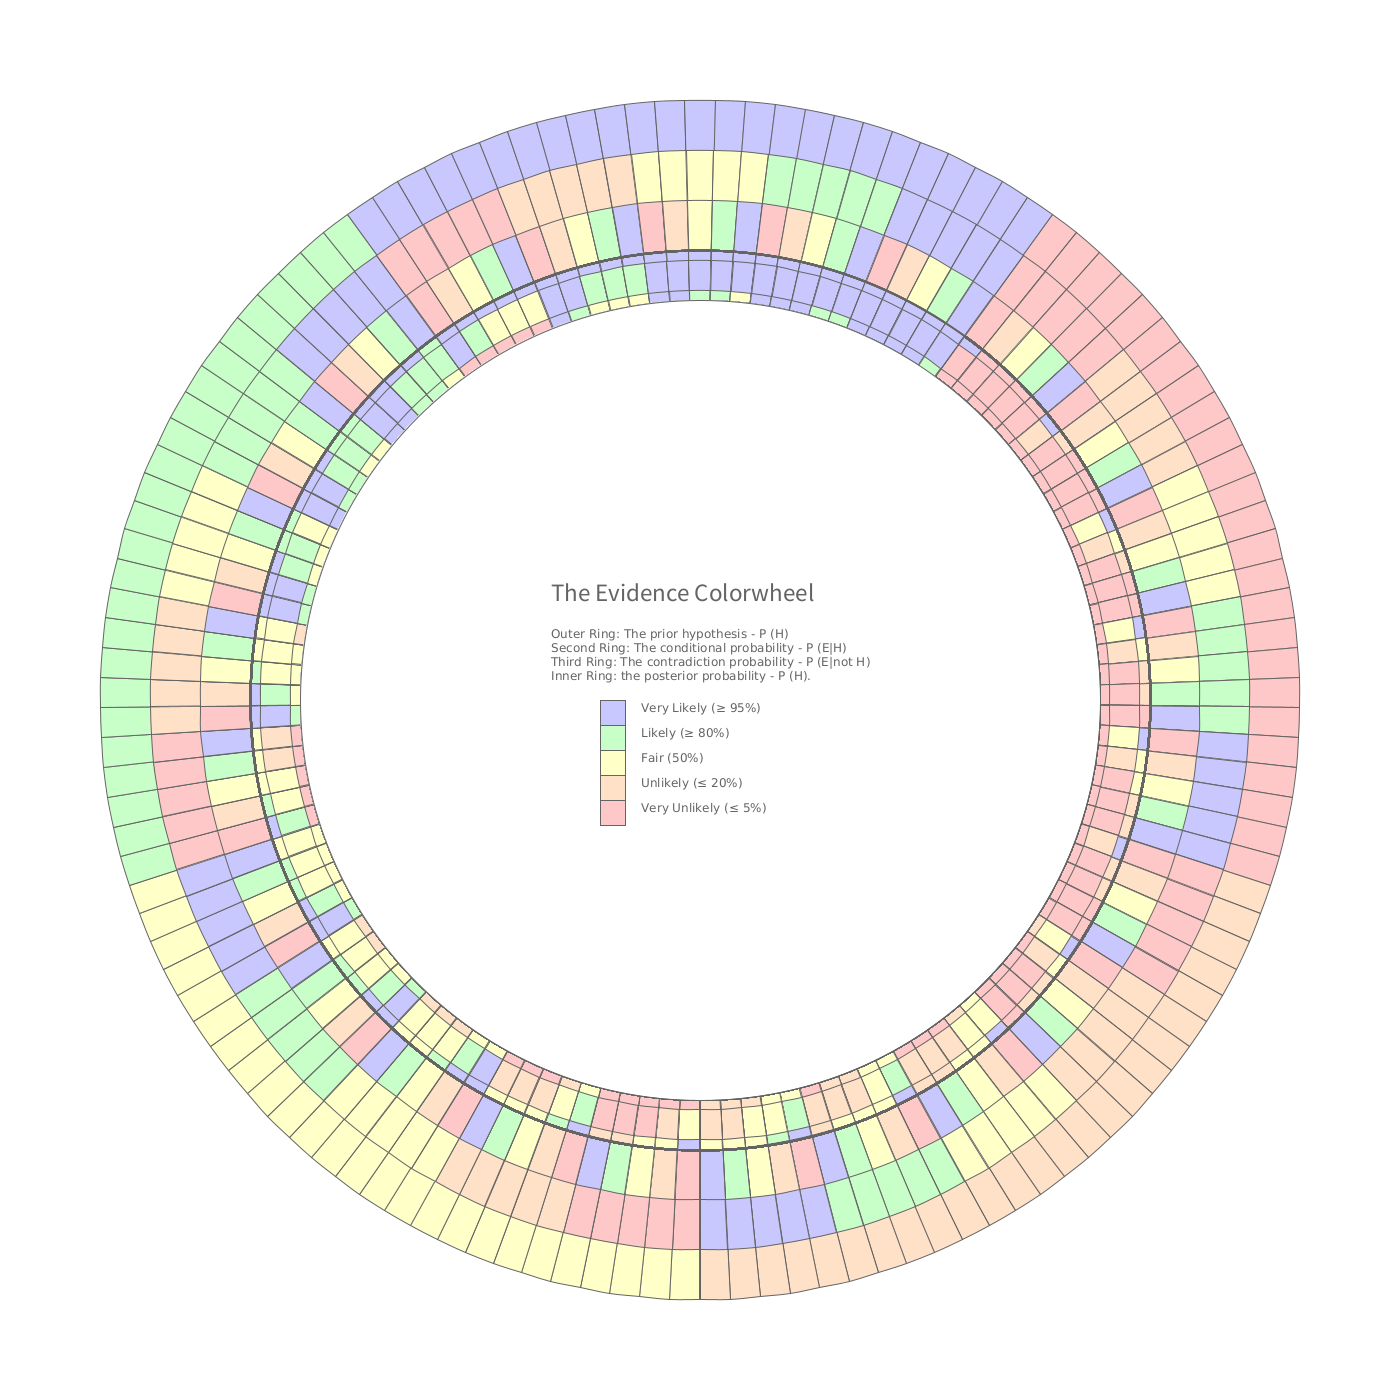 The Evidence Colorwheel
Outer Ring: The prior hypothesis - P (H)
Second Ring: The conditional probability - P (E|H)
Third Ring: The contradiction probability - P (E|not H)
Inner Ring: the posterior probability - P (H).
Very Likely (≥ 95%)
Likely (≥ 80%)
Fair (50%)
Unlikely (≤ 20%)
Very Unlikely (≤ 5%)